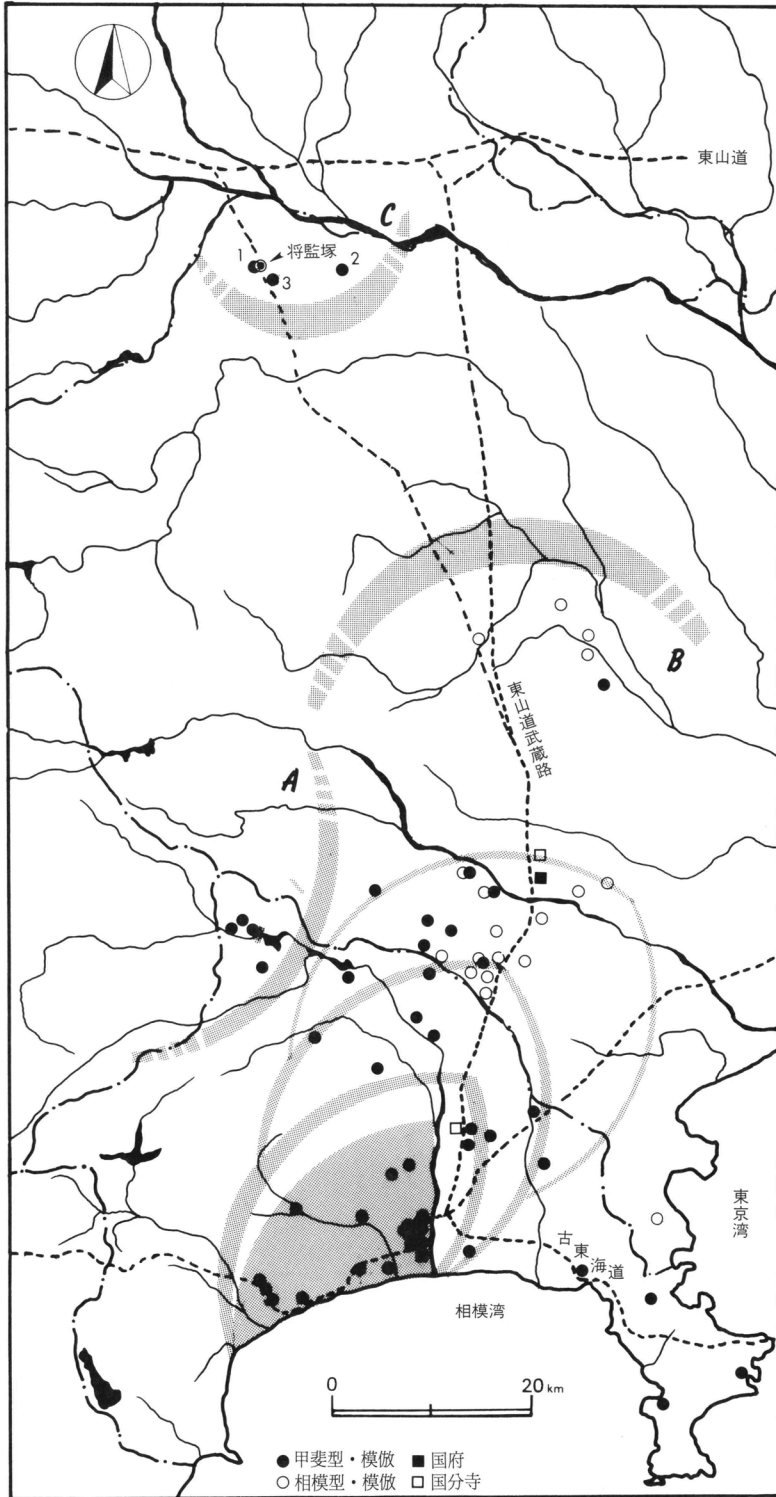 東山道
C
将監塚
1
2
3
B
東山道武蔵路
A
東京湾
古東海道
相模湾
0 20km
●甲斐型・模倣 ■国府
○相模型・模倣 □国分寺